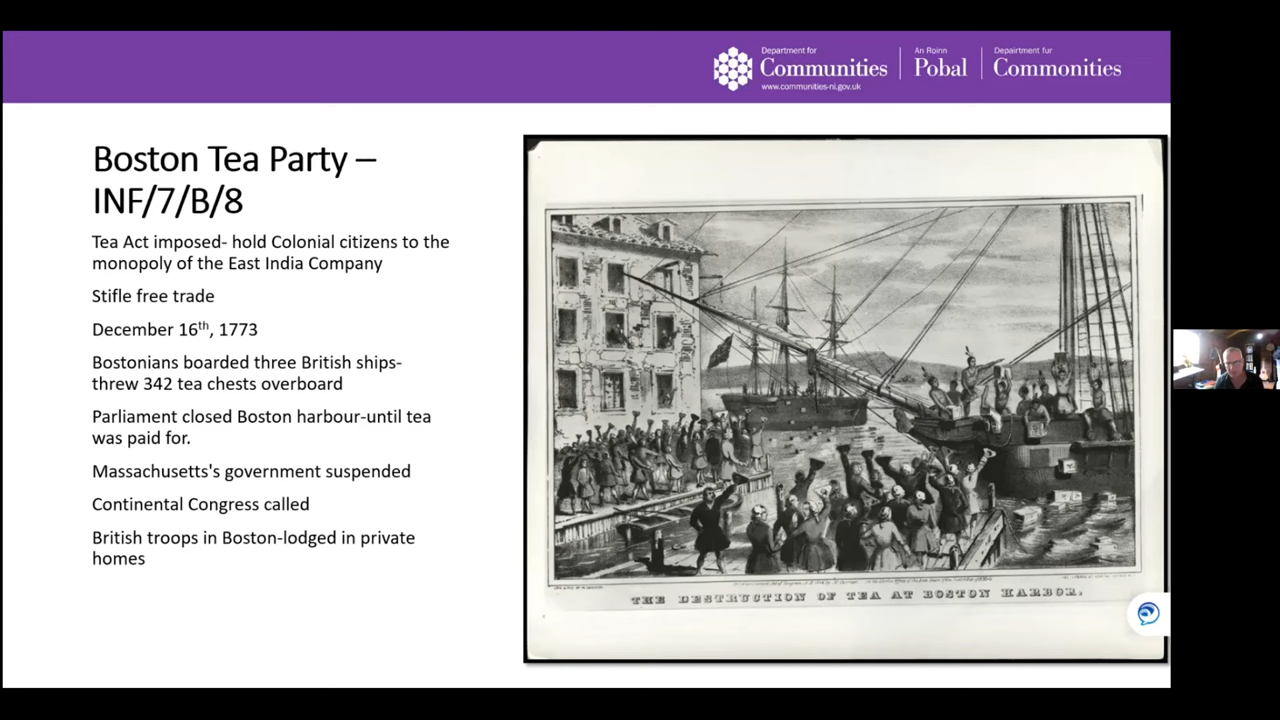 Department for
Communities
www.communities-ni.gov.uk
An Roinn
Pobal
Depairtment fur
Commonities
Boston Tea Party –
INF/7/B/8
Tea Act imposed- hold Colonial citizens to the
monopoly of the East India Company
Stifle free trade
December 16th, 1773
Bostonians boarded three British ships-
threw 342 tea chests overboard
Parliament closed Boston harbour-until tea
was paid for.
Massachusetts's government suspended
Continental Congress called
British troops in Boston-lodged in private
homes
THE DESTRUCTION OF TEA AT BOSTON HARBOR.